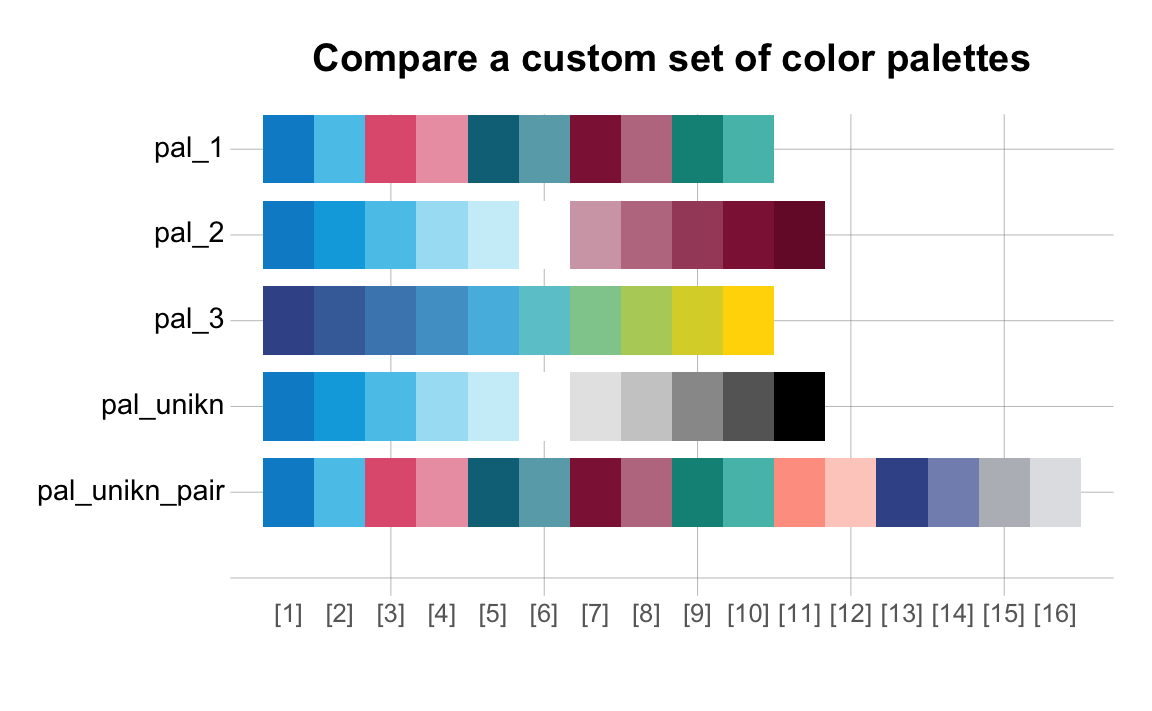 Compare a custom set of color palettes
pal_1
pal_2
pal_3
pal_unikn
pal_unikn_pair
[1] [2] [3] [4] [5] [6] [7] [8] [9] [10] [11] [12] [13] [14] [15] [16]